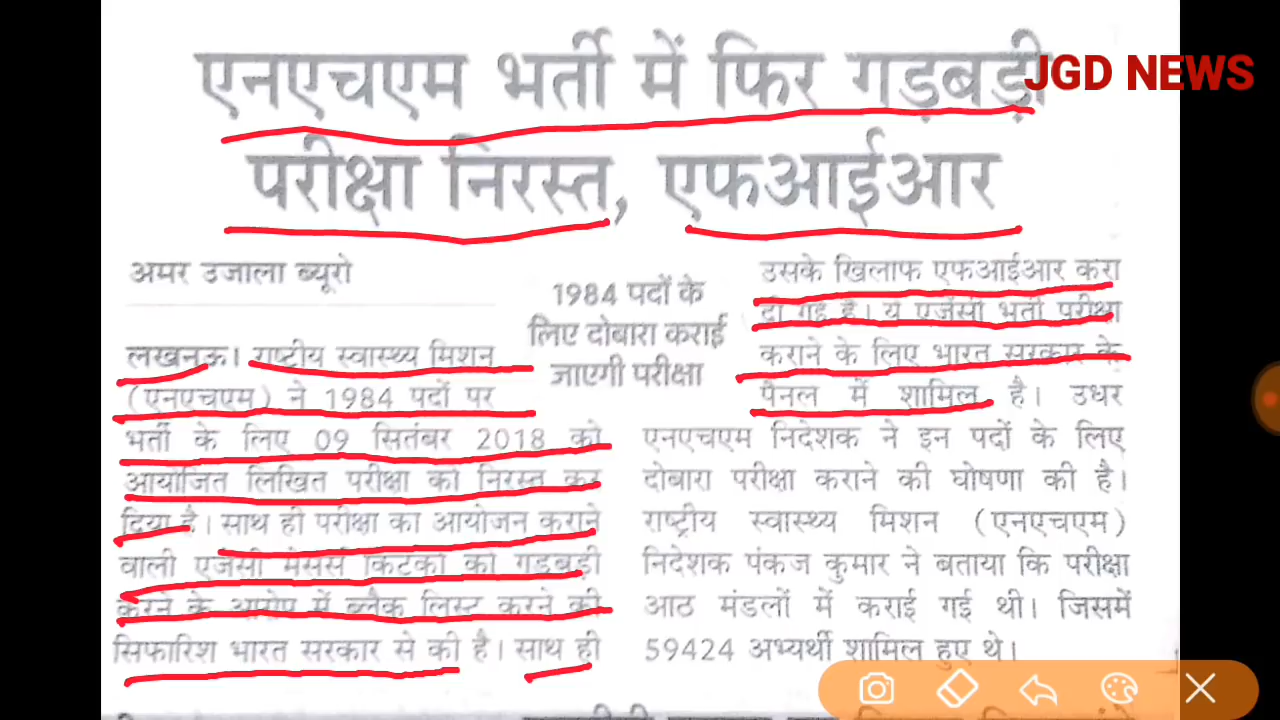 एनएचएम भर्ती में फिर गड़बड़ी
JGD NEWS
परीक्षा निरस्त, एफआईआर
अमर उजाला ब्यूरो
लखनऊ। राष्ट्रीय स्वास्थ्य मिशन
(एनएचएम) ने 1984 पदों पर
भर्ती के लिए 09 सितंबर 2018 को
आयोजित लिखित परीक्षा को निरस्त कर
दिया है। साथ ही परीक्षा का आयोजन कराने
वाली एजेंसी मेसर्स किटको को गड़बड़ी
करने के आरोप में ब्लैक लिस्ट करने की
सिफारिश भारत सरकार से की है। साथ ही
1984 पदों के
लिए दोबारा कराई
जाएगी परीक्षा
उसके खिलाफ एफआईआर करा
दी गई है। ये एजेंसी भर्ती परीक्षा
कराने के लिए भारत सरकार के
पैनल में शामिल है। उधर
एनएचएम निदेशक ने इन पदों के लिए
दोबारा परीक्षा कराने की घोषणा की है।
राष्ट्रीय स्वास्थ्य मिशन (एनएचएम)
निदेशक पंकज कुमार ने बताया कि परीक्षा
आठ मंडलों में कराई गई थी। जिसमें
59424 अभ्यर्थी शामिल हुए थे।